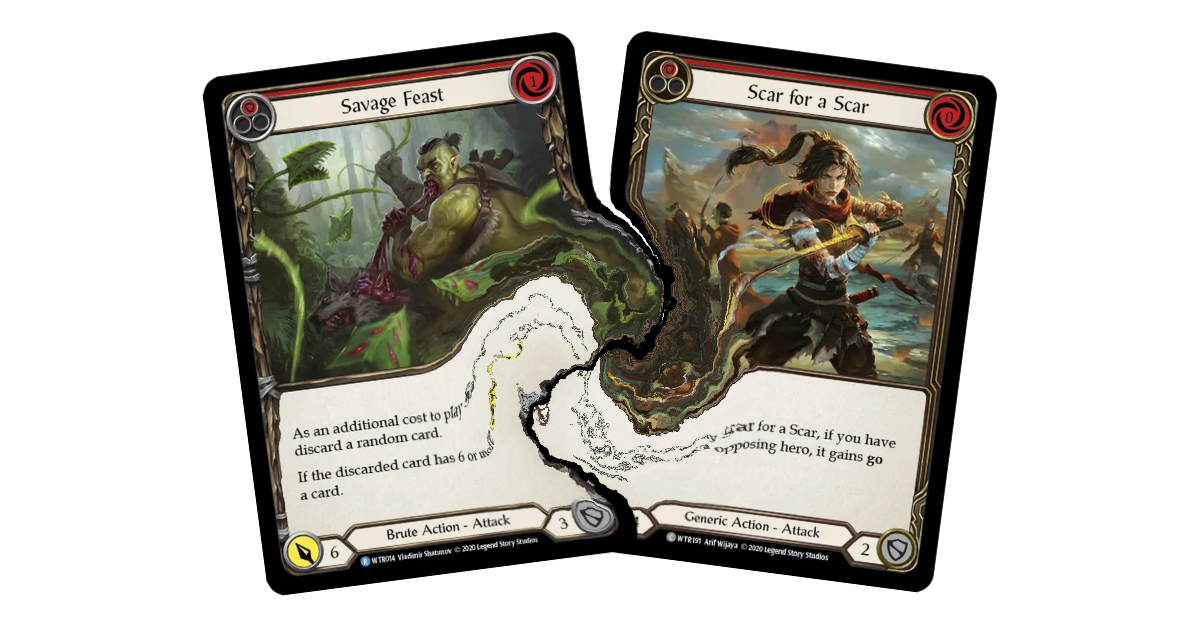 Savage Feast
1
As an additional cost to play
discard a random card.
If the discarded card has 6 or
a card.
Brute Action - Attack
6
3
R WTR014 Vladimir Shatunov © 2020 Legend Story Studios
Scar for a Scar
0
for a Scar, if you have
opposing hero, it gains go
Generic Action - Attack
2
C WTR191 Arif Wijaya © 2020 Legend Story Studios